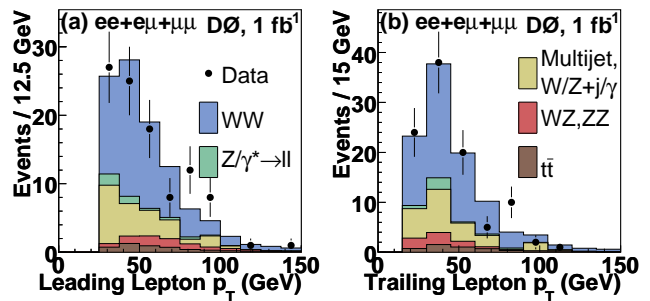 (a) ee+eμ+μμ DØ, 1 fb⁻¹
Events / 12.5 GeV
30
20
10
0
Data
WW
Z/γ*→ll
0 50 100 150
Leading Lepton p_T (GeV)
(b) ee+eμ+μμ DØ, 1 fb⁻¹
Events / 15 GeV
40
30
20
10
0
Multijet,
W/Z+j/γ
WZ,ZZ
tt̄
0 50 100 150
Trailing Lepton p_T (GeV)